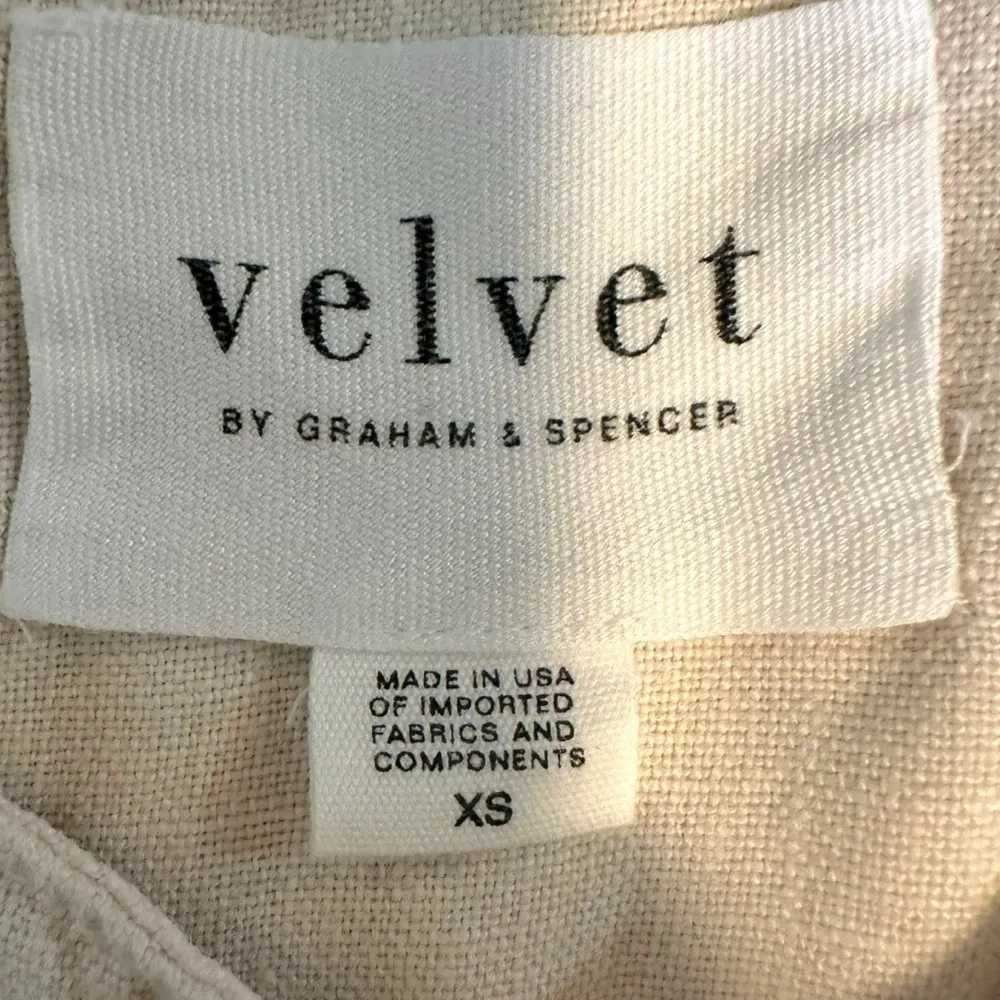 velvet
BY GRAHAM & SPENCER
MADE IN USA
OF IMPORTED
FABRICS AND
COMPONENTS
XS